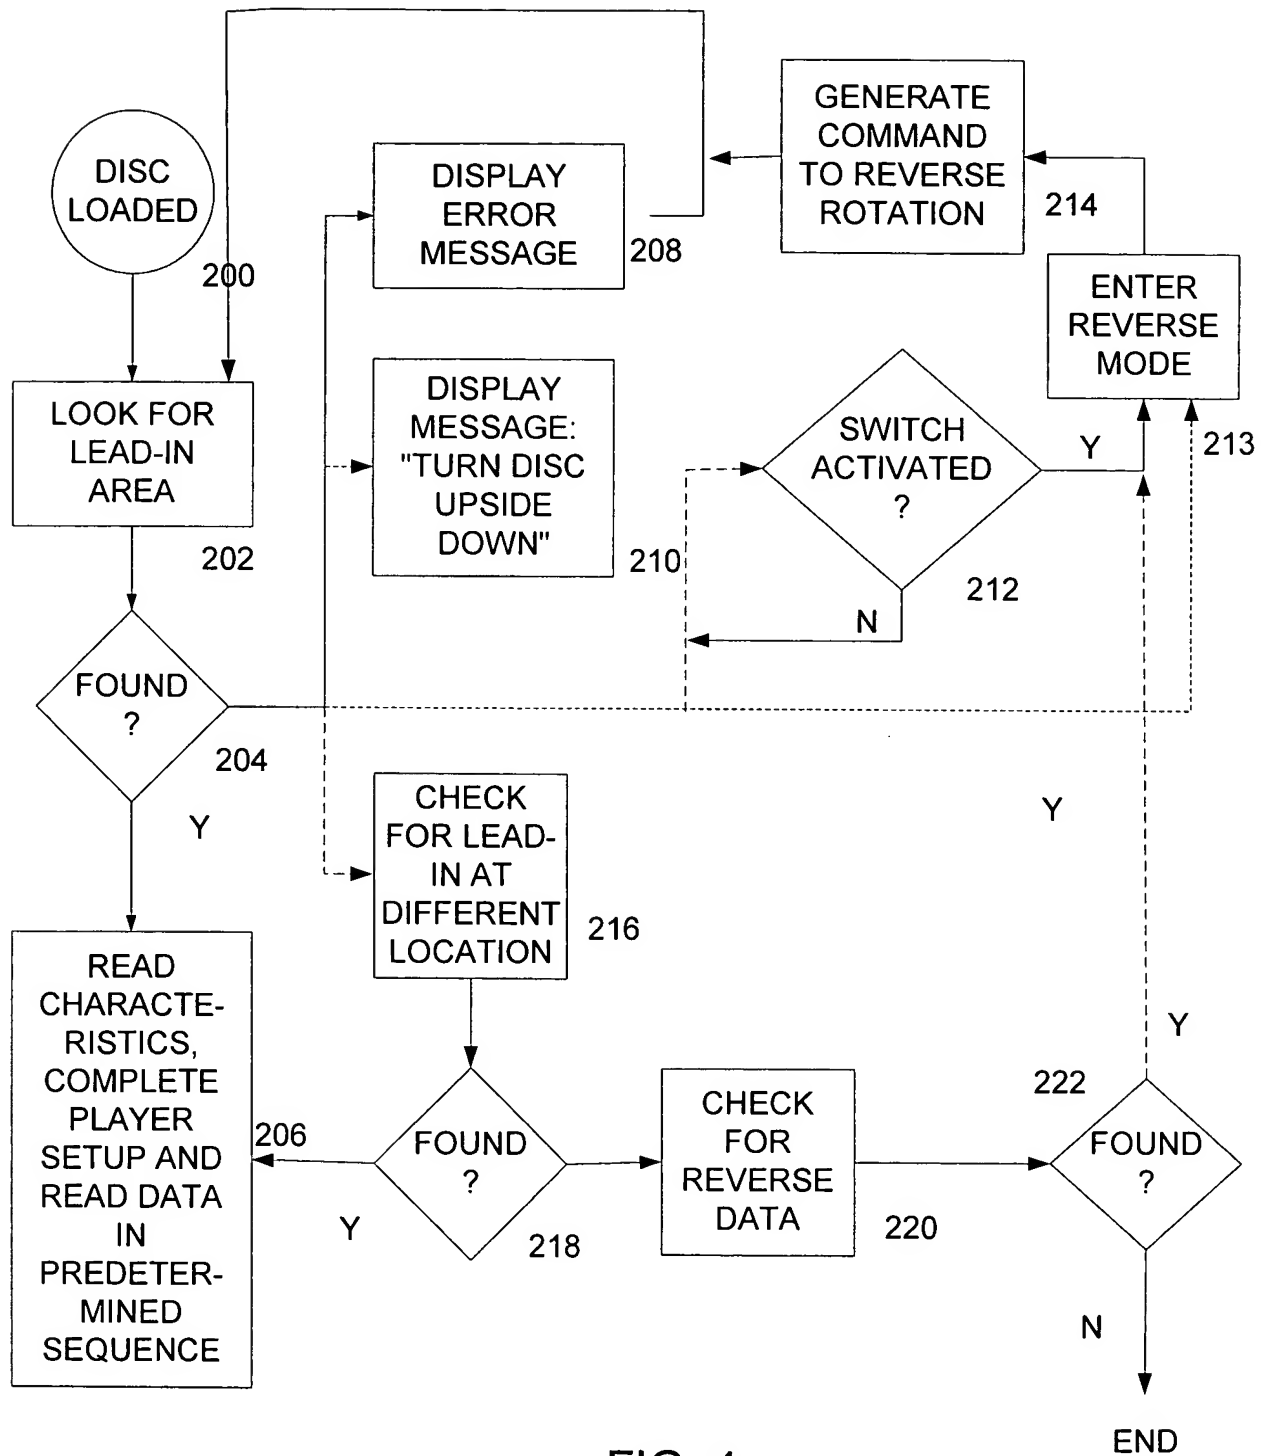 DISC
LOADED
200
LOOK FOR
LEAD-IN
AREA
202
FOUND
?
204
Y
READ
CHARACTE-
RISTICS,
COMPLETE
PLAYER
SETUP AND
READ DATA
IN
PREDETER-
MINED
SEQUENCE
206
DISPLAY
ERROR
MESSAGE
208
DISPLAY
MESSAGE:
"TURN DISC
UPSIDE
DOWN"
210
SWITCH
ACTIVATED
?
212
Y
N
GENERATE
COMMAND
TO REVERSE
ROTATION
214
ENTER
REVERSE
MODE
213
CHECK
FOR LEAD-
IN AT
DIFFERENT
LOCATION
216
FOUND
?
218
Y
CHECK
FOR
REVERSE
DATA
220
FOUND
?
222
Y
Y
N
END